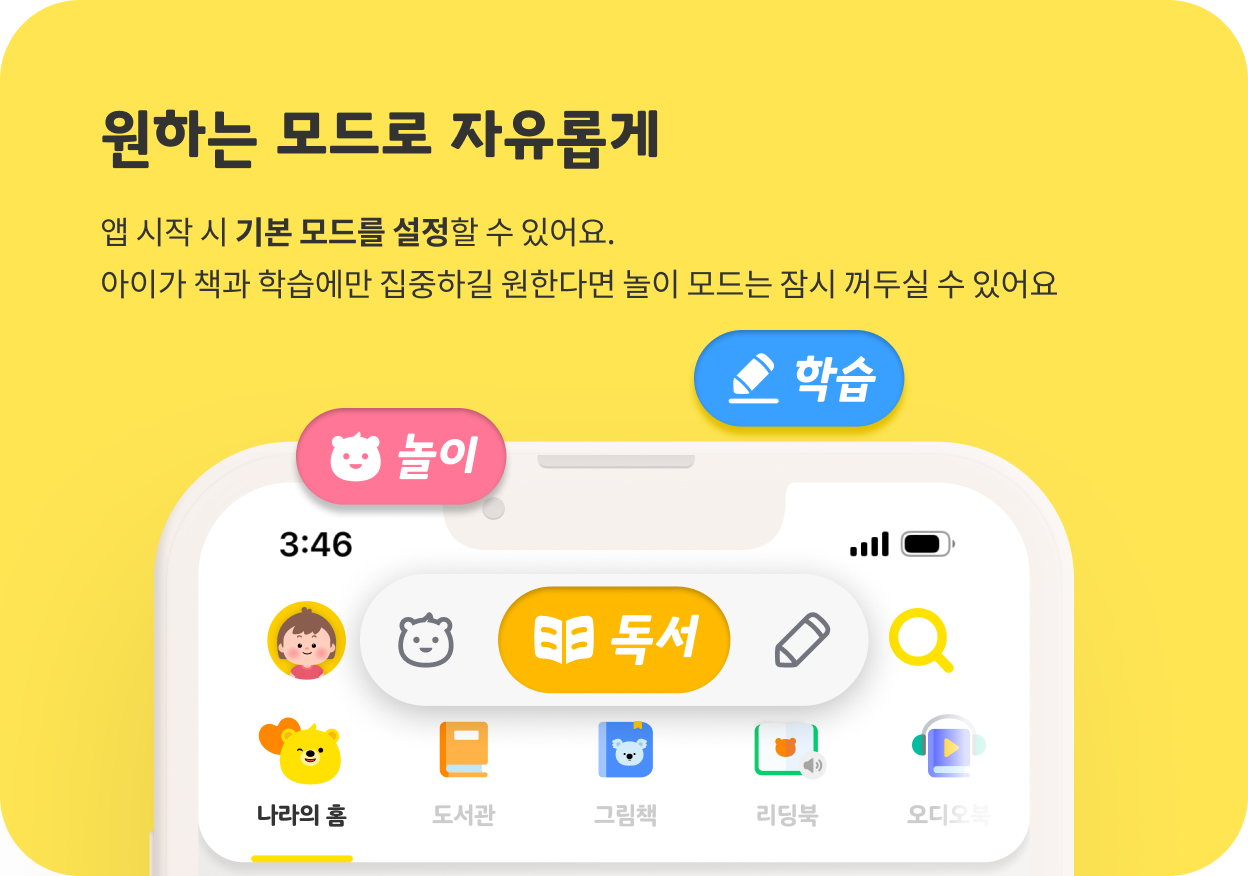 원하는 모드로 자유롭게
앱 시작 시 기본 모드를 설정할 수 있어요.
아이가 책과 학습에만 집중하길 원한다면 놀이 모드는 잠시 꺼두실 수 있어요
학습
놀이
3:46
독서
나라의 홈
도서관
그림책
리딩북
오디오북